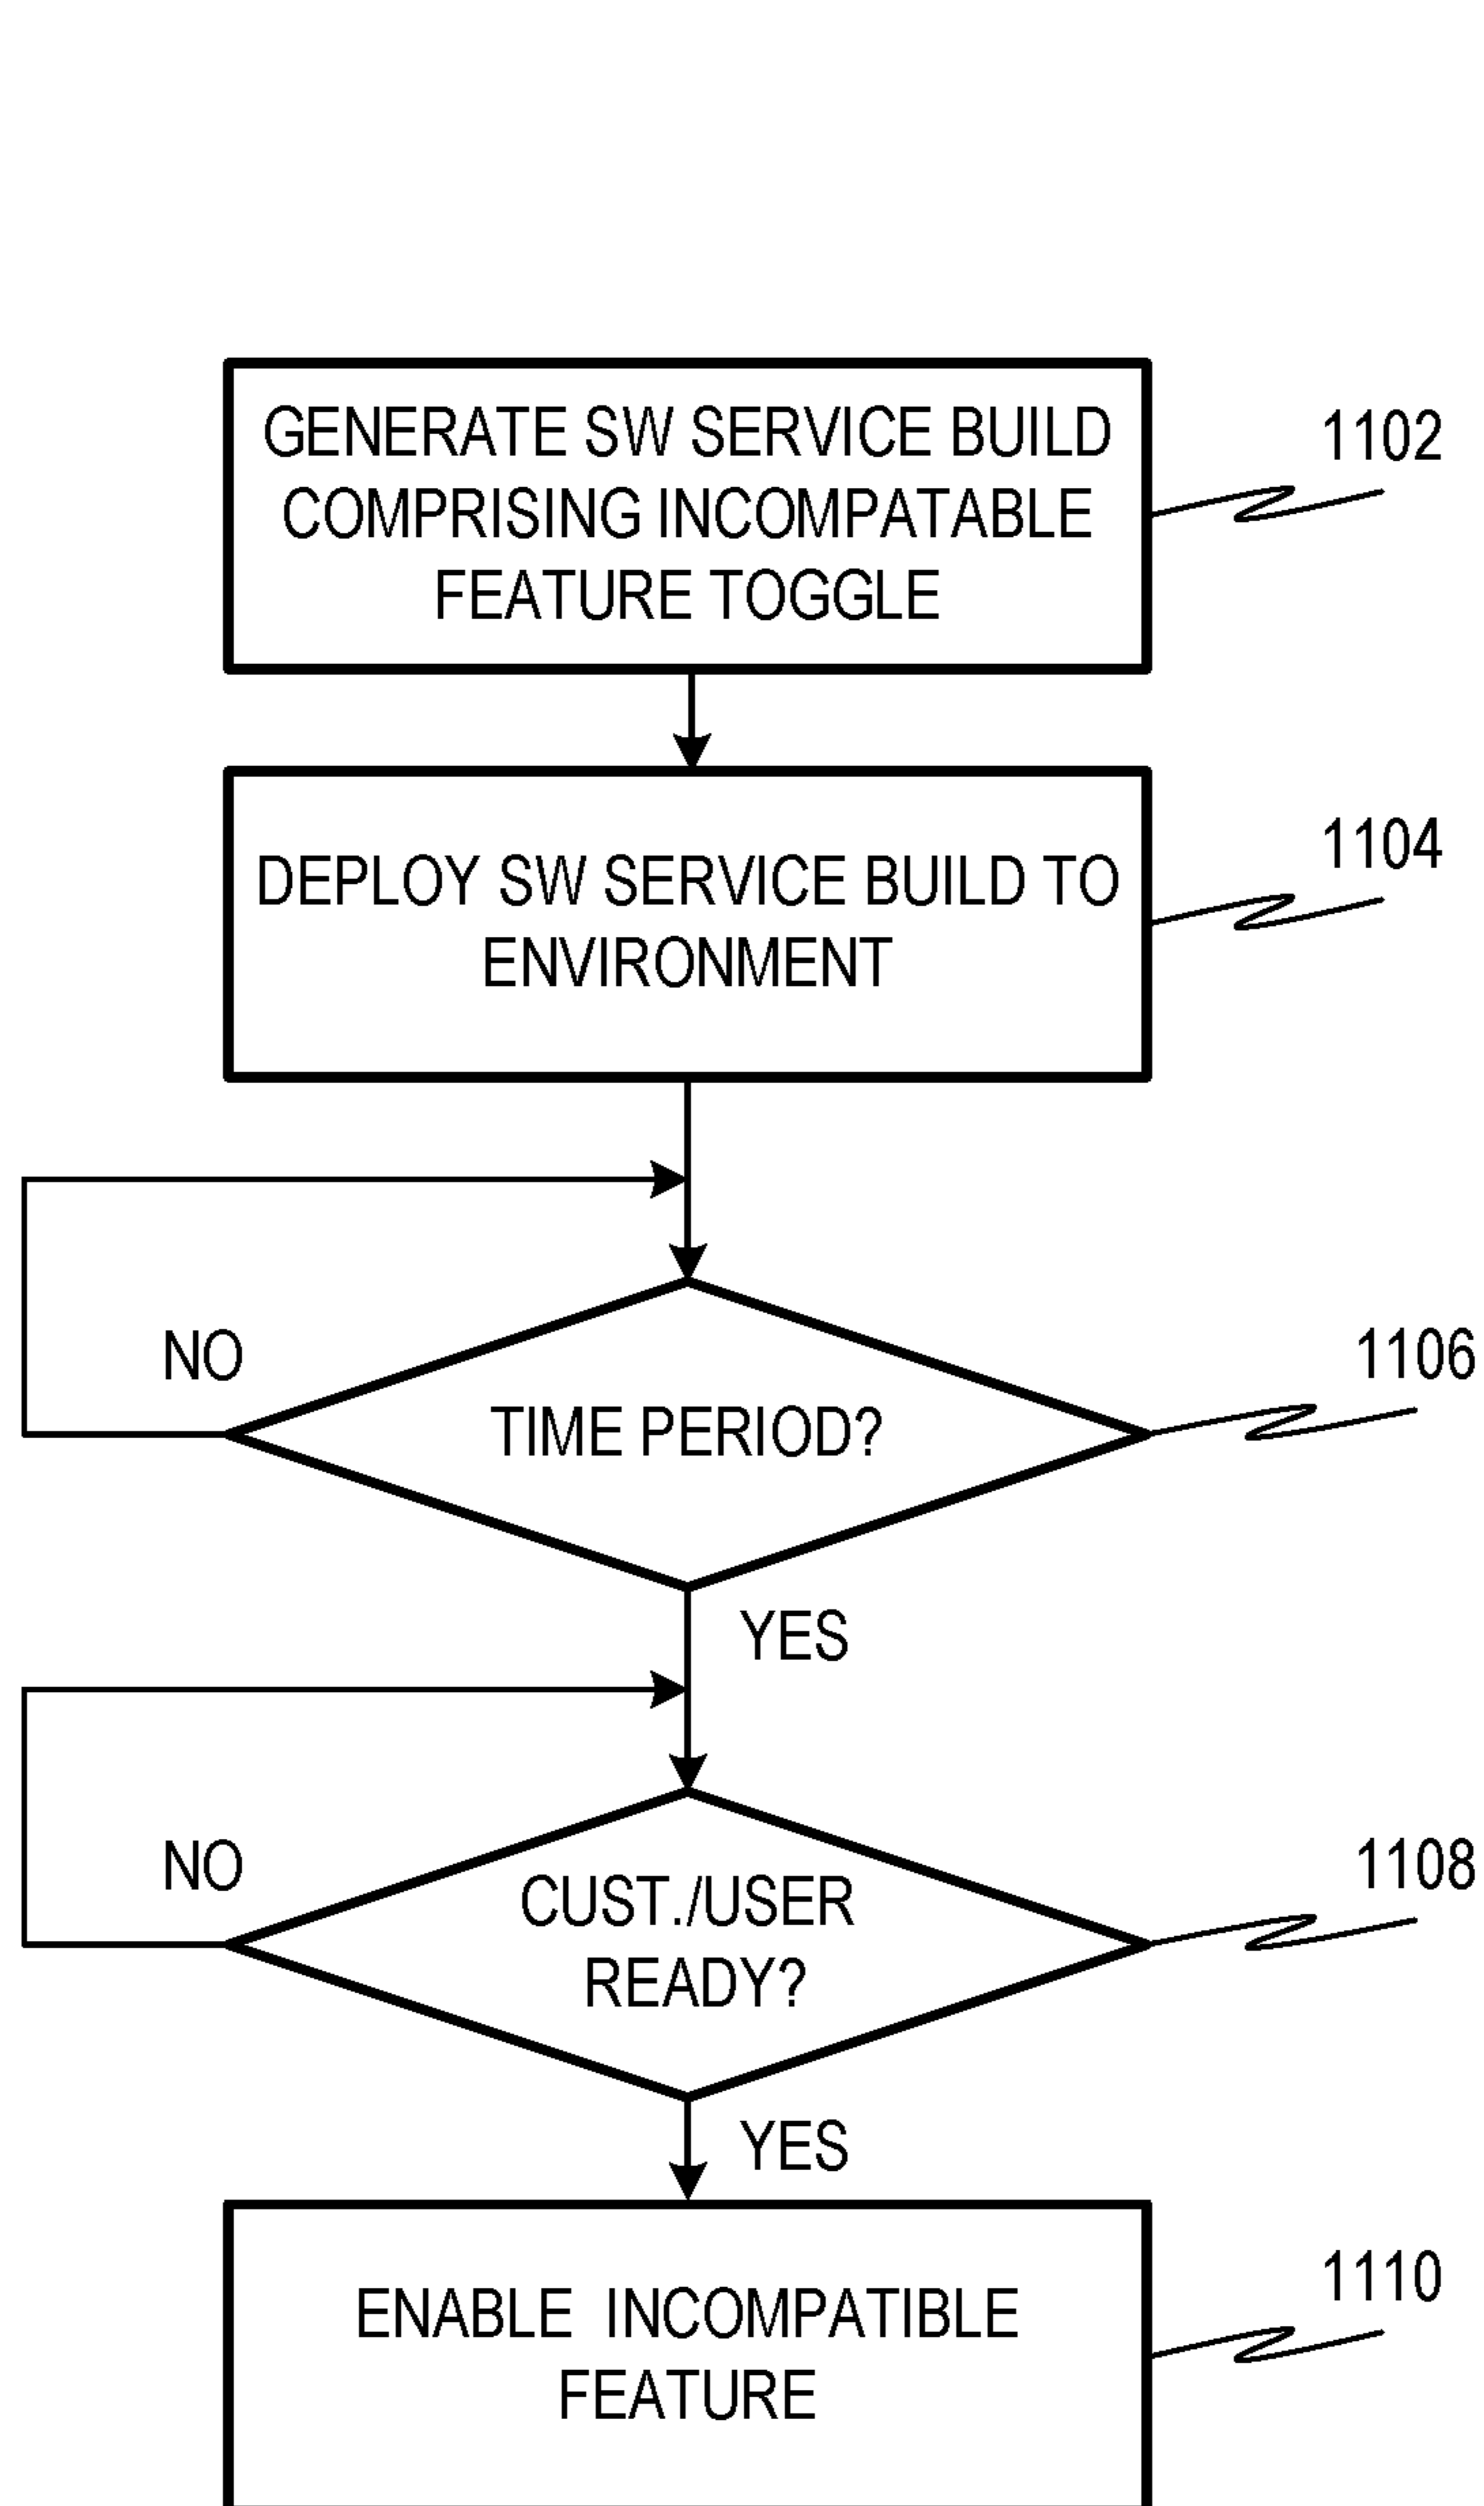 GENERATE SW SERVICE BUILD
COMPRISING INCOMPATABLE
FEATURE TOGGLE
1102
DEPLOY SW SERVICE BUILD TO
ENVIRONMENT
1104
NO
TIME PERIOD?
1106
YES
NO
CUST./USER
READY?
1108
YES
ENABLE INCOMPATIBLE
FEATURE
1110